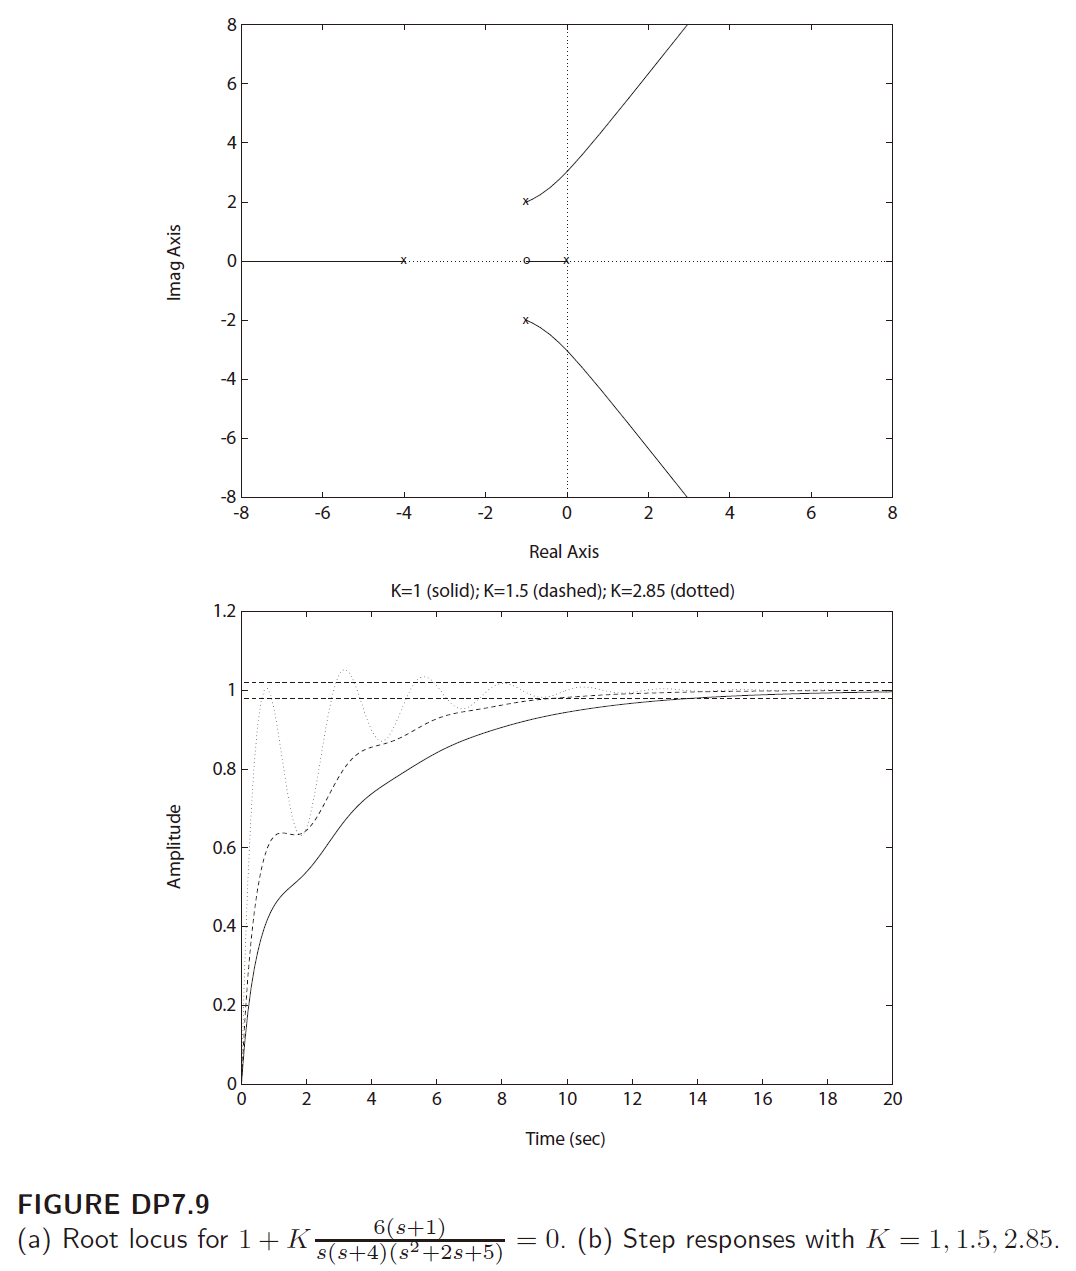 8
6
4
2
0
-2
-4
-6
-8
Imag Axis
-8 -6 -4 -2 0 2 4 6 8
Real Axis
K=1 (solid); K=1.5 (dashed); K=2.85 (dotted)
1.2
1
0.8
0.6
0.4
0.2
0
Amplitude
0 2 4 6 8 10 12 14 16 18 20
Time (sec)
FIGURE DP7.9
(a) Root locus for 1 + K \frac{6(s+1)}{s(s+4)(s^2+2s+5)} = 0. (b) Step responses with K = 1, 1.5, 2.85.